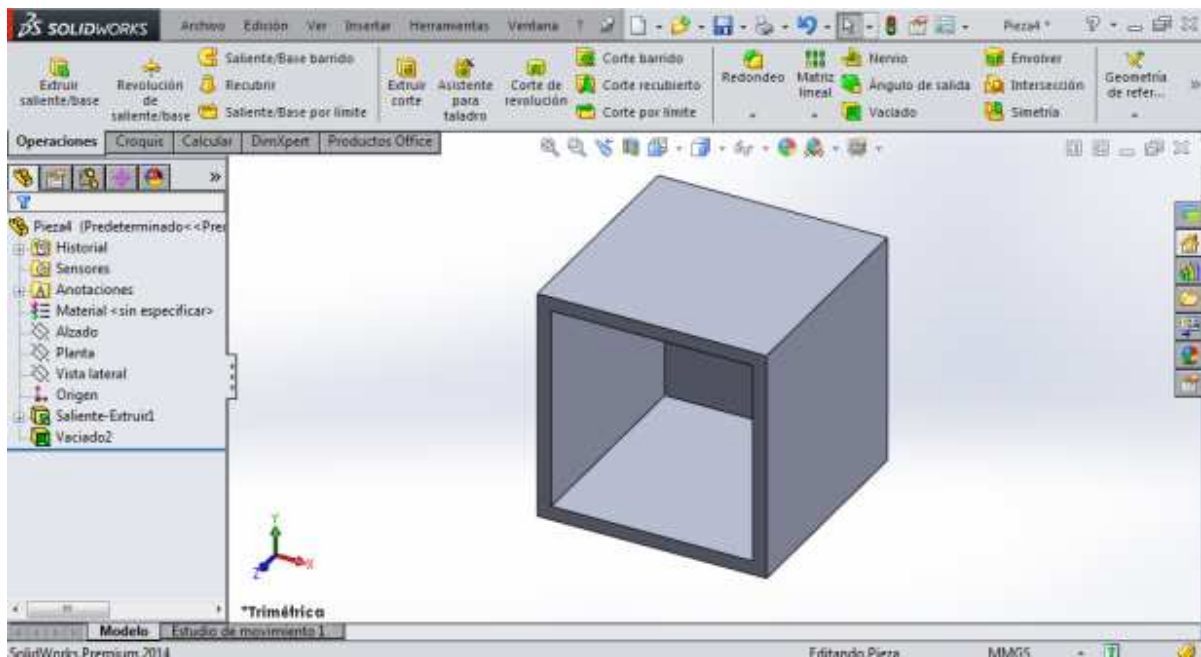 SOLIDWORKS Archivo Edición Ver Insertar Herramientas Ventana ? Pieza4 *
Extruir saliente/base
Revolución de saliente/base
Saliente/Base barrido
Recubrir
Saliente/Base por límite
Extruir corte
Asistente para taladro
Corte de revolución
Corte barrido
Corte recubierto
Corte por límite
Redondeo
Matriz lineal
Nervio
Ángulo de salida
Vaciado
Envolver
Intersección
Simetría
Geometría de refer...
Operaciones Croquis Calcular DimXpert Productos Office
Pieza4 (Predeterminado<<Pre
Historial
Sensores
Anotaciones
Material <sin especificar>
Alzado
Planta
Vista lateral
Origen
Saliente-Extruir1
Vaciado2
Y
X
Z
*Trimétrica
Modelo Estudio de movimiento 1
SolidWorks Premium 2014 Editando Pieza MMGS